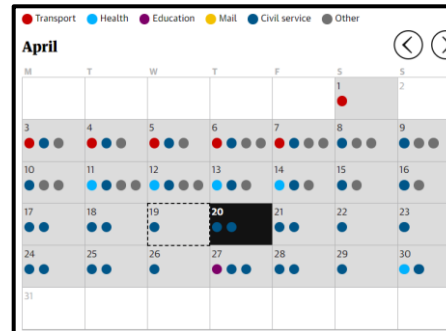 Transport Health Education Mail Civil service Other
April
M T W T F S S
1 2
3 4 5 6 7 8 9
10 11 12 13 14 15 16
17 18 19 20 21 22 23
24 25 26 27 28 29 30
31